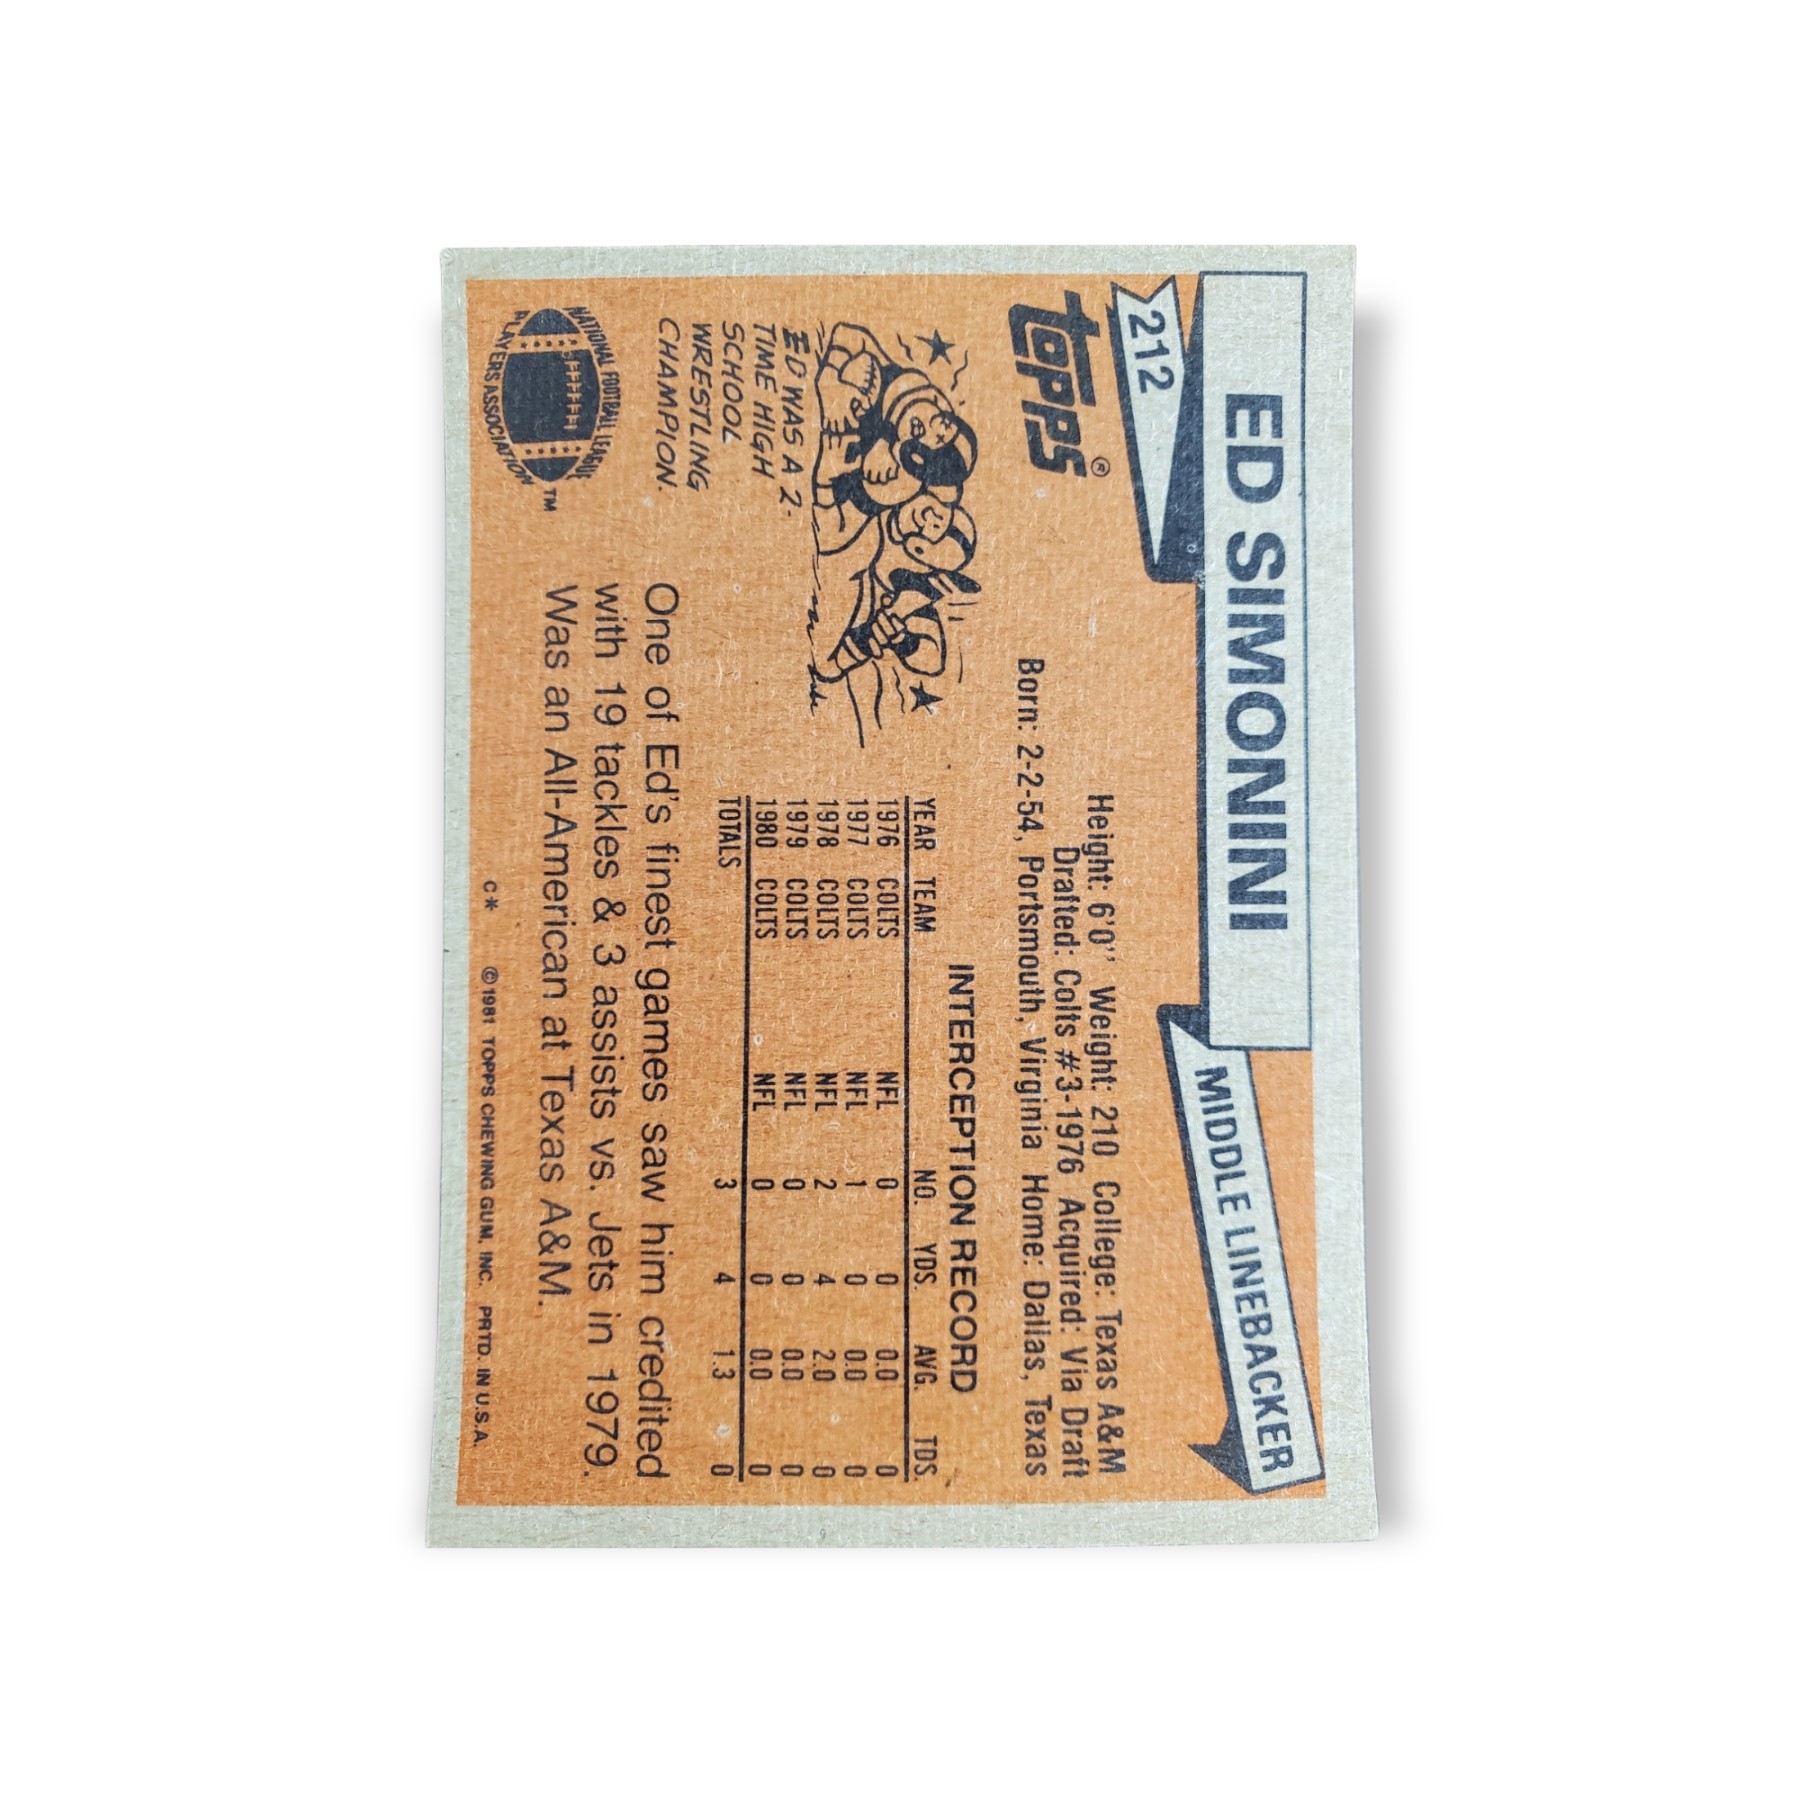 ED SIMONINI
MIDDLE LINEBACKER
212
topps®
Height: 6'0'' Weight: 210 College: Texas A&M
Drafted: Colts #3-1976 Acquired: Via Draft
Born: 2-2-54, Portsmouth, Virginia Home: Dallas, Texas
INTERCEPTION RECORD
YEAR TEAM NO. YDS. AVG. TDS.
1976 COLTS NFL 0 0 0.0 0
1977 COLTS NFL 1 0 0.0 0
1978 COLTS NFL 2 4 2.0 0
1979 COLTS NFL 0 0 0.0 0
1980 COLTS NFL 0 0 0.0 0
TOTALS 3 4 1.3 0
ED WAS A 2-
TIME HIGH
SCHOOL
WRESTLING
CHAMPION.
One of Ed's finest games saw him credited
with 19 tackles & 3 assists vs. Jets in 1979.
Was an All-American at Texas A&M.
NATIONAL FOOTBALL LEAGUE
PLAYERS ASSOCIATION
TM
C* © 1981 TOPPS CHEWING GUM, INC. PRTD. IN U.S.A.